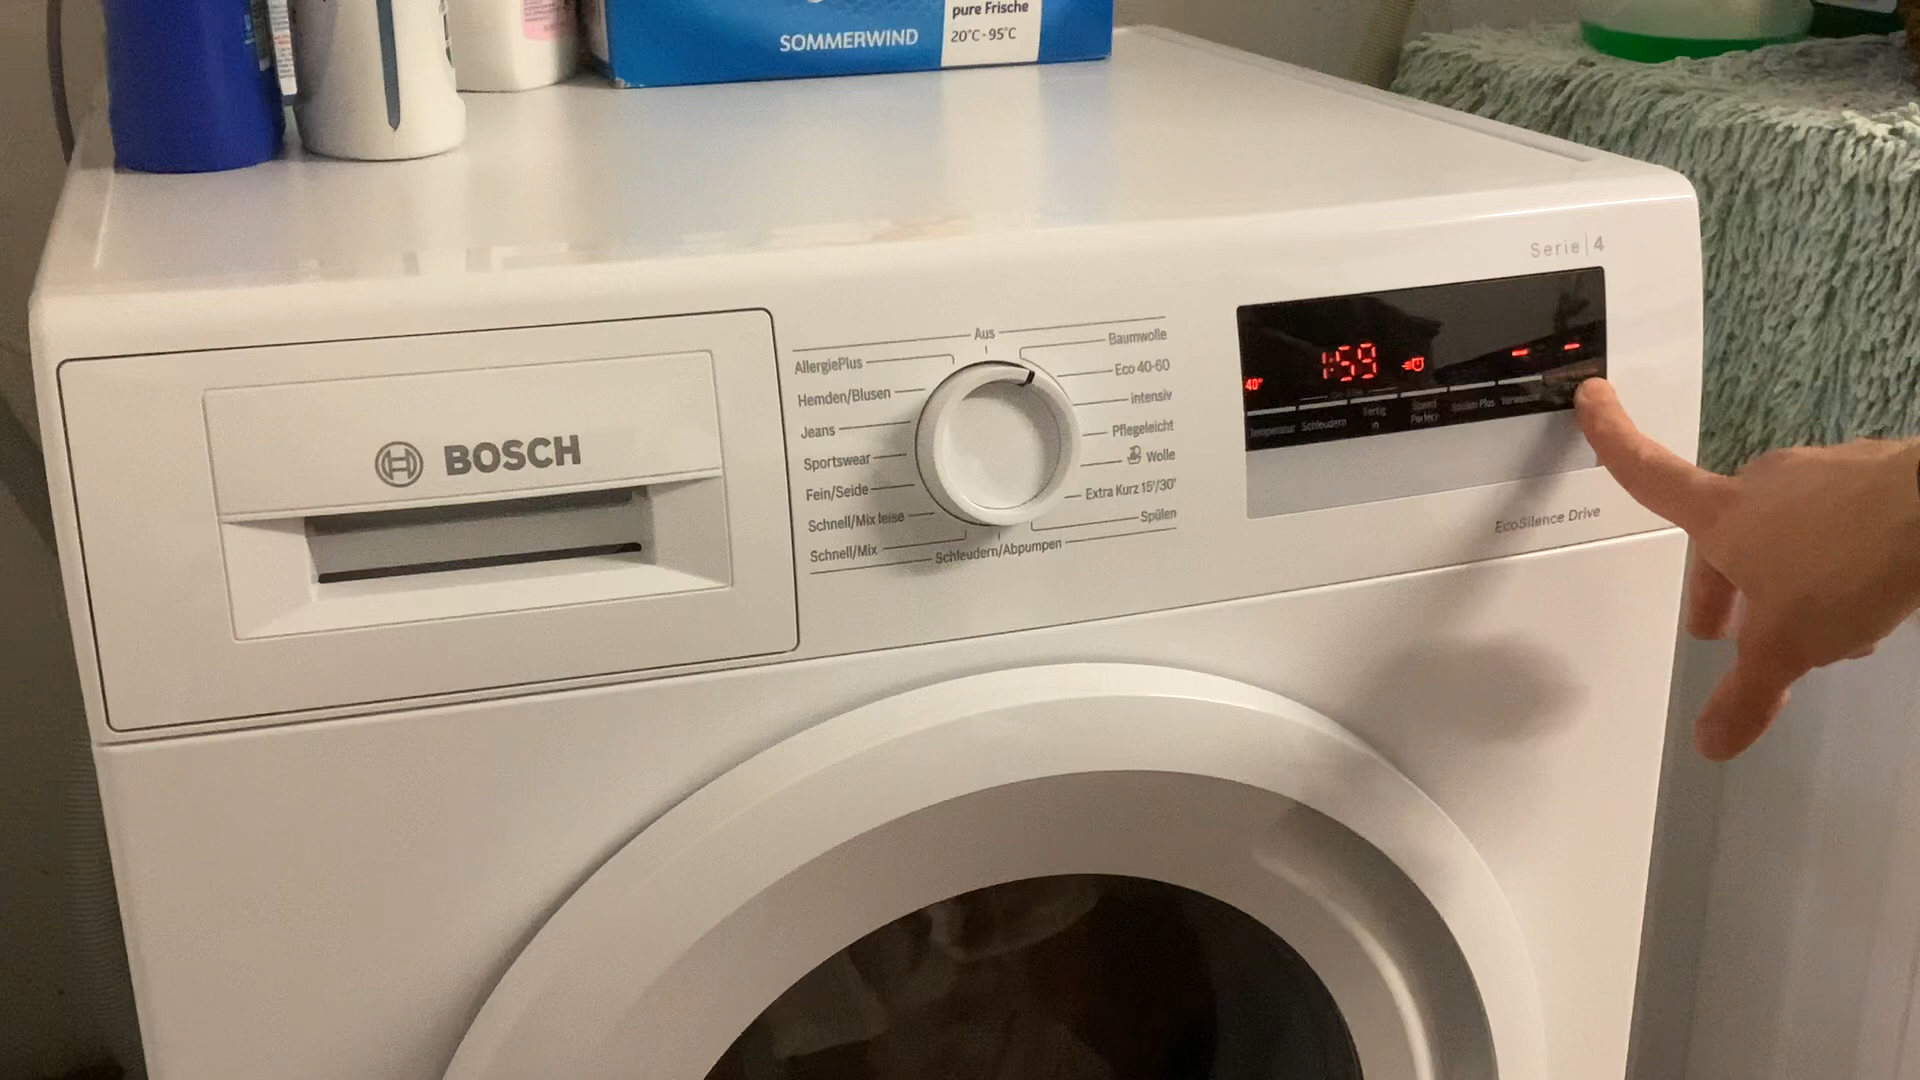 pure Frische
SOMMERWIND
20°C-95°C
Serie | 4
BOSCH
Aus
AllergiePlus
Hemden/Blusen
Jeans
Sportswear
Fein/Seide
Schnell/Mix leise
Schnell/Mix
Schleudern/Abpumpen
Baumwolle
Eco 40-60
intensiv
Pflegeleicht
Wolle
Extra Kurz 15'/30'
Spülen
1:59
40°
Temperatur
Schleudern
Fertig
in
Speed
Perfect
Spülen Plus
Vorwäsche
EcoSilence Drive